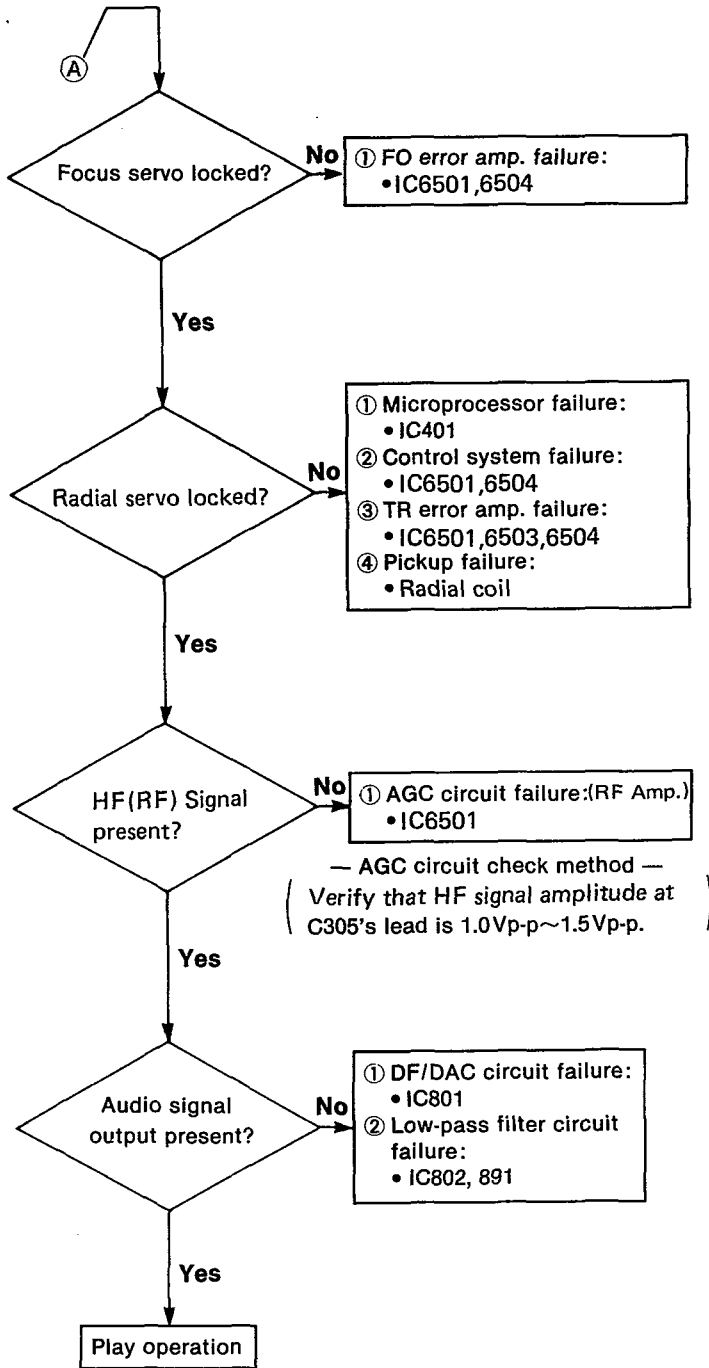 Ⓐ
Focus servo locked?
No
① FO error amp. failure:
• IC6501,6504
Yes
Radial servo locked?
No
① Microprocessor failure:
• IC401
② Control system failure:
• IC6501,6504
③ TR error amp. failure:
• IC6501,6503,6504
④ Pickup failure:
• Radial coil
Yes
HF(RF) Signal
present?
No
① AGC circuit failure:(RF Amp.)
• IC6501
— AGC circuit check method —
( Verify that HF signal amplitude at
C305's lead is 1.0Vp-p~1.5Vp-p. )
Yes
Audio signal
output present?
No
① DF/DAC circuit failure:
• IC801
② Low-pass filter circuit
failure:
• IC802, 891
Yes
Play operation